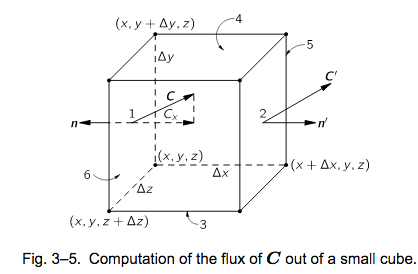 (x, y + Δy, z)
4
5
Δy
C'
C
1
Cₓ
2
n
n'
(x, y, z)
(x + Δx, y, z)
6
Δx
Δz
(x, y, z + Δz)
3
Fig. 3–5. Computation of the flux of C out of a small cube.